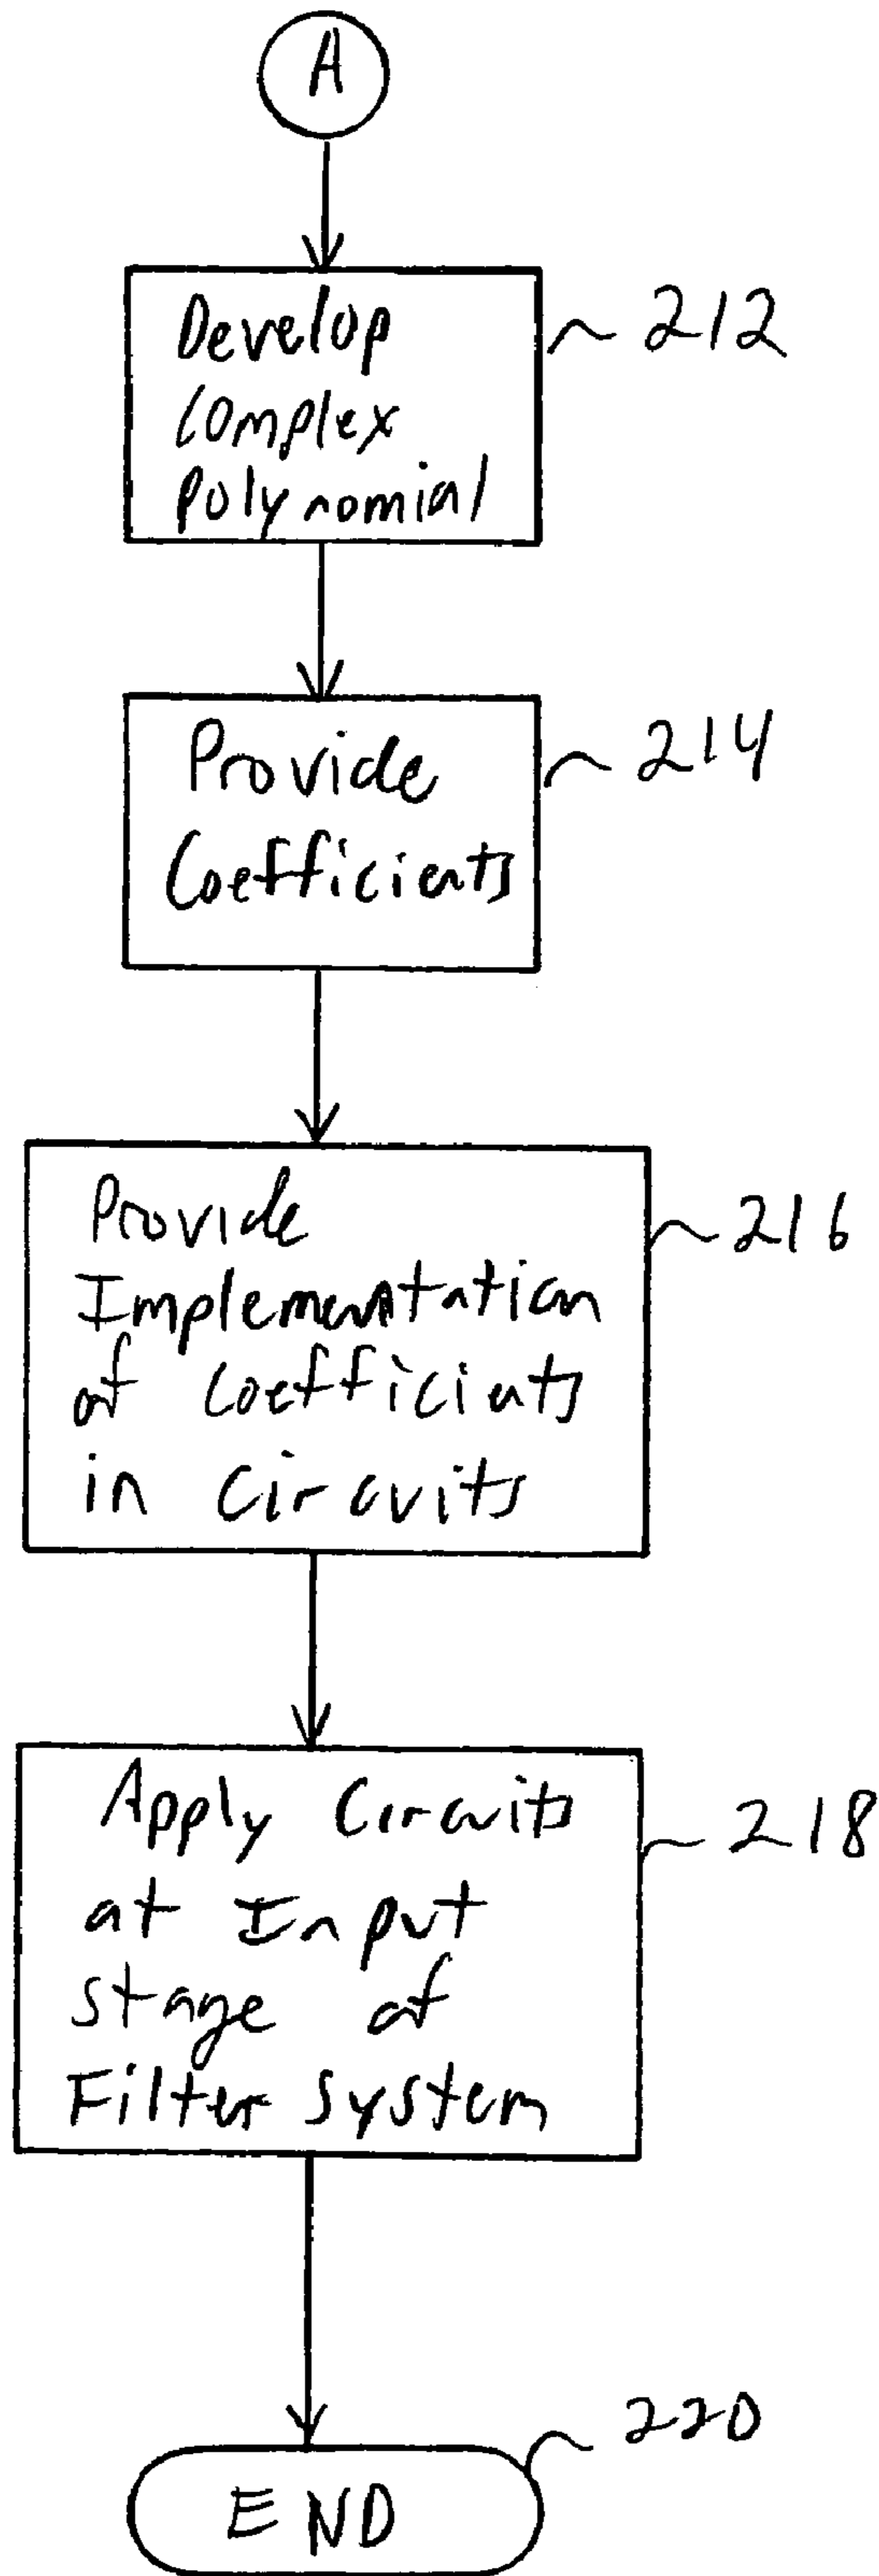 A
Develop
Complex
Polynomial
212
Provide
Coefficients
214
Provide
Implementation
of Coefficients
in Circuits
216
Apply Circuits
at Input
stage of
Filter System
218
END
220